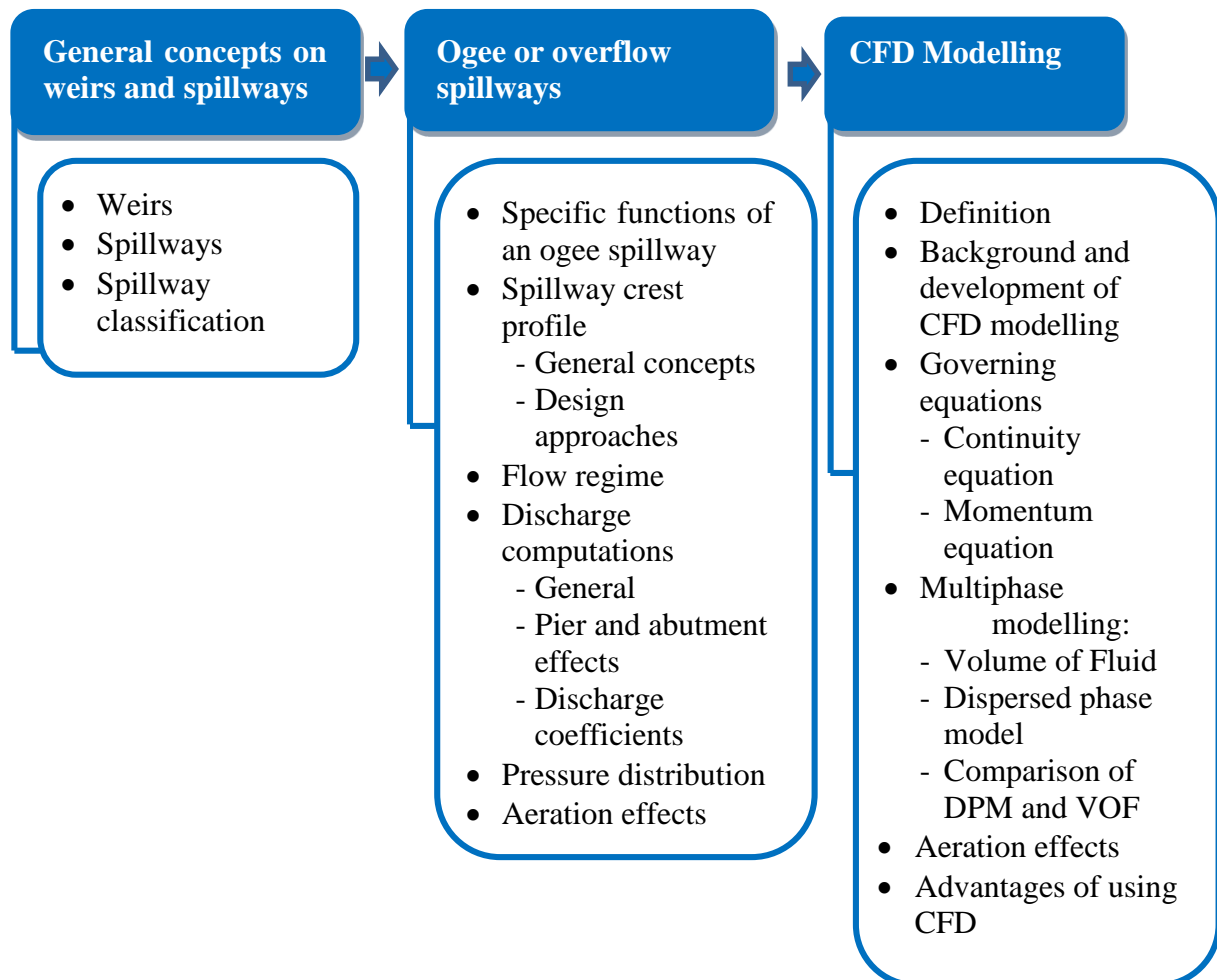 General concepts on
weirs and spillways
• Weirs
• Spillways
• Spillway
classification
Ogee or overflow
spillways
• Specific functions of
an ogee spillway
• Spillway crest
profile
- General concepts
- Design
approaches
• Flow regime
• Discharge
computations
- General
- Pier and abutment
effects
- Discharge
coefficients
• Pressure distribution
• Aeration effects
CFD Modelling
• Definition
• Background and
development of
CFD modelling
• Governing
equations
- Continuity
equation
- Momentum
equation
• Multiphase
modelling:
- Volume of Fluid
- Dispersed phase
model
- Comparison of
DPM and VOF
• Aeration effects
• Advantages of using
CFD